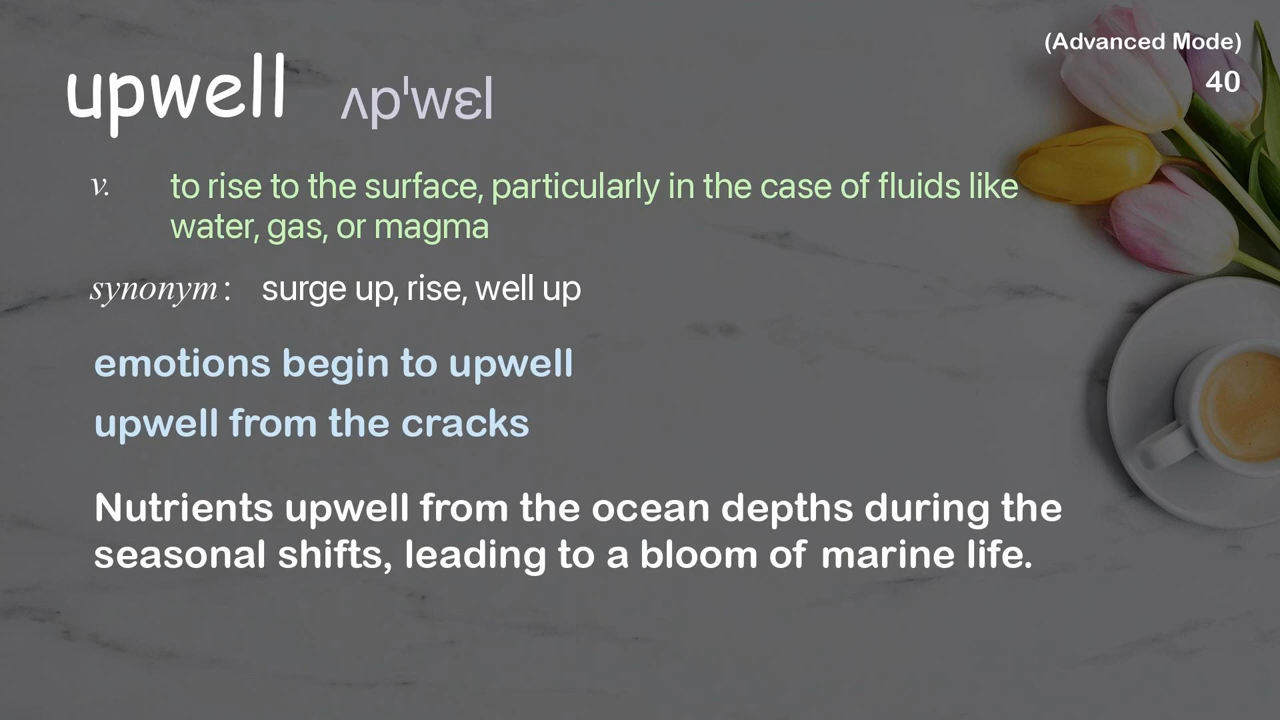 (Advanced Mode)
40
upwell ʌpˈwɛl
v. to rise to the surface, particularly in the case of fluids like
water, gas, or magma
synonym: surge up, rise, well up
emotions begin to upwell
upwell from the cracks
Nutrients upwell from the ocean depths during the
seasonal shifts, leading to a bloom of marine life.